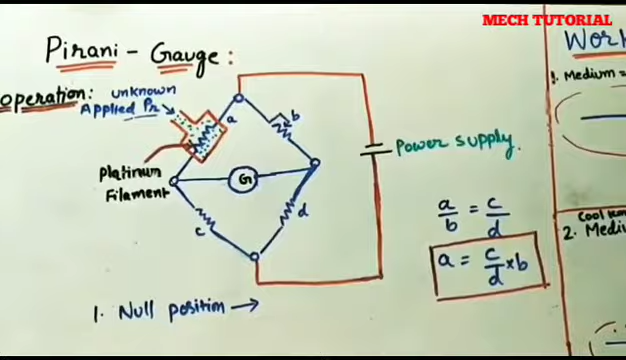 MECH TUTORIAL
Pirani - Gauge :
operation:
unknown
Applied Pr
a
b
Platinum
Filament
G
c
d
Power supply.
a/b = c/d
a = c/d × b
1. Null position →
Work
1. Medium =
Cool
2. Medi